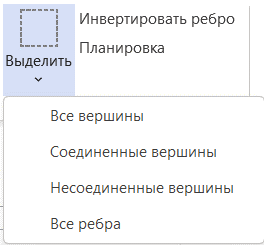 Инвертировать ребро
Планировка
Выделить
Все вершины
Соединенные вершины
Несоединенные вершины
Все ребра